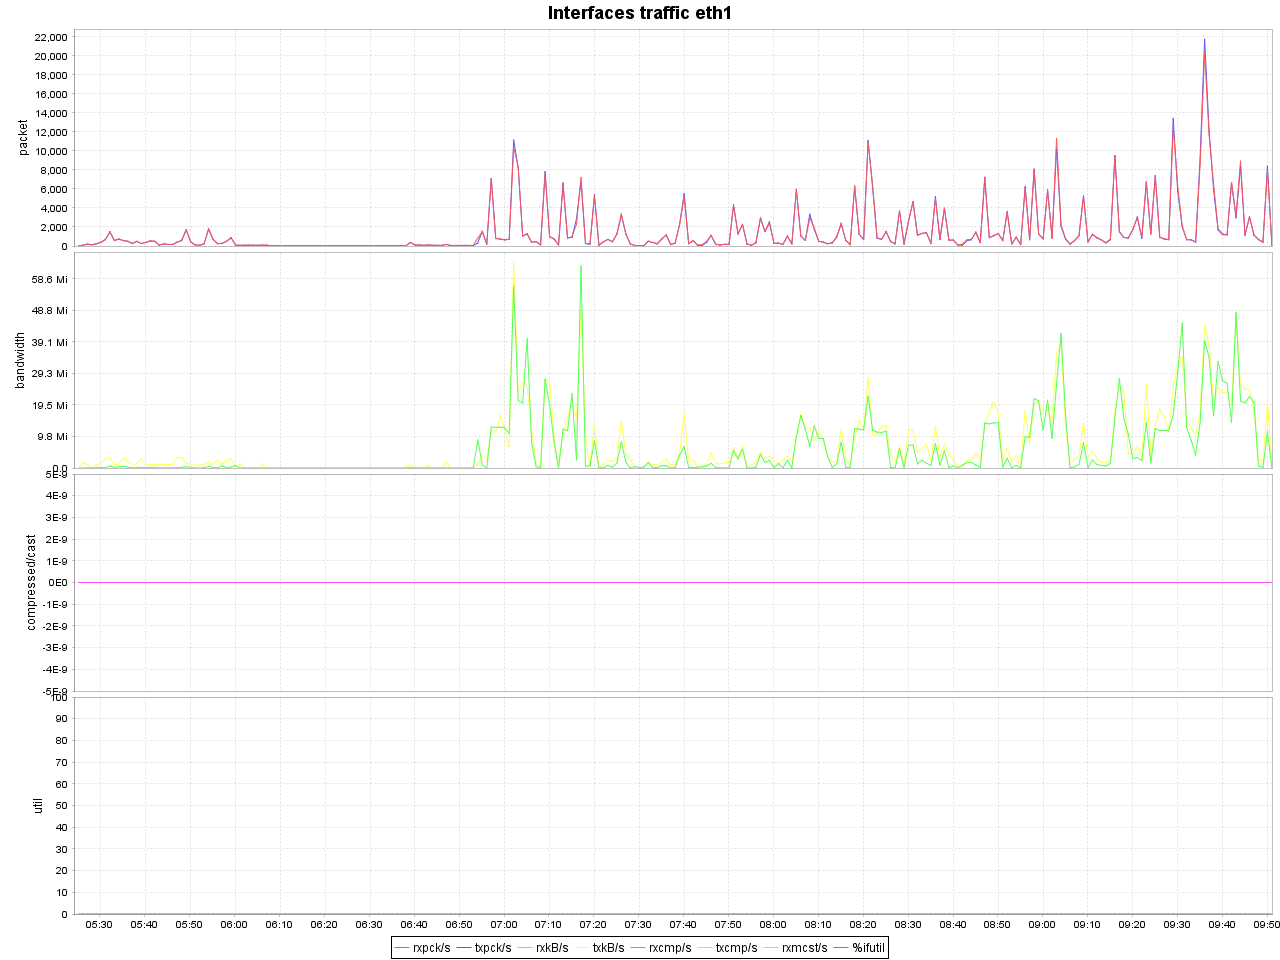 Interfaces traffic eth1
packet
22,000
20,000
18,000
16,000
14,000
12,000
10,000
8,000
6,000
4,000
2,000
0
bandwidth
58.6 Mi
48.8 Mi
39.1 Mi
29.3 Mi
19.5 Mi
9.8 Mi
0.0
compressed/cast
5E-9
4E-9
3E-9
2E-9
1E-9
0E0
-1E-9
-2E-9
-3E-9
-4E-9
-5E-9
util
100
90
80
70
60
50
40
30
20
10
0
05:30 05:40 05:50 06:00 06:10 06:20 06:30 06:40 06:50 07:00 07:10 07:20 07:30 07:40 07:50 08:00 08:10 08:20 08:30 08:40 08:50 09:00 09:10 09:20 09:30 09:40 09:50
rxpck/s txpck/s rxkB/s txkB/s rxcmp/s txcmp/s rxmcst/s %ifutil